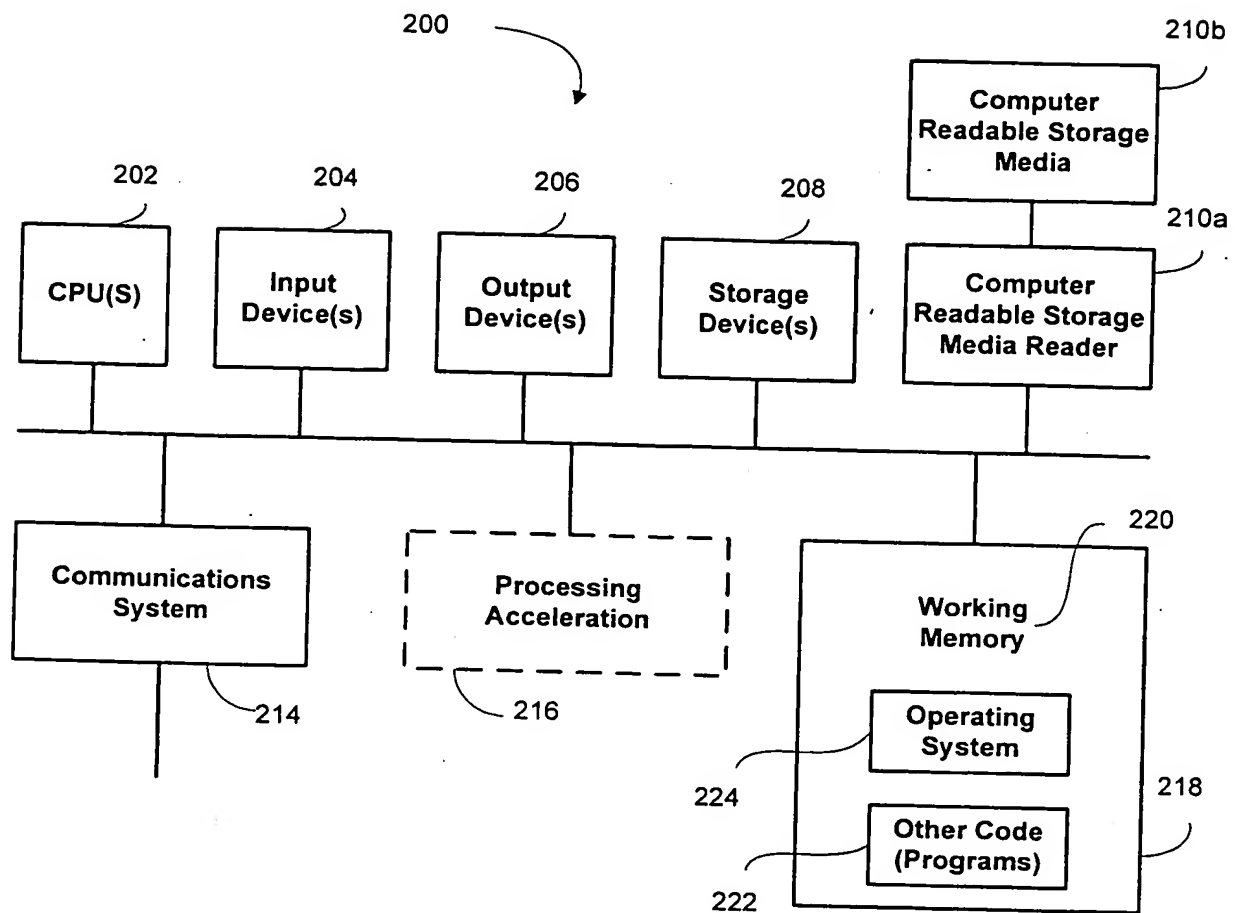 200
210b
Computer
Readable Storage
Media
202
204
206
208
210a
CPU(S)
Input
Device(s)
Output
Device(s)
Storage
Device(s)
Computer
Readable Storage
Media Reader
220
Communications
System
Processing
Acceleration
Working
Memory
214
216
Operating
System
224
218
Other Code
(Programs)
222